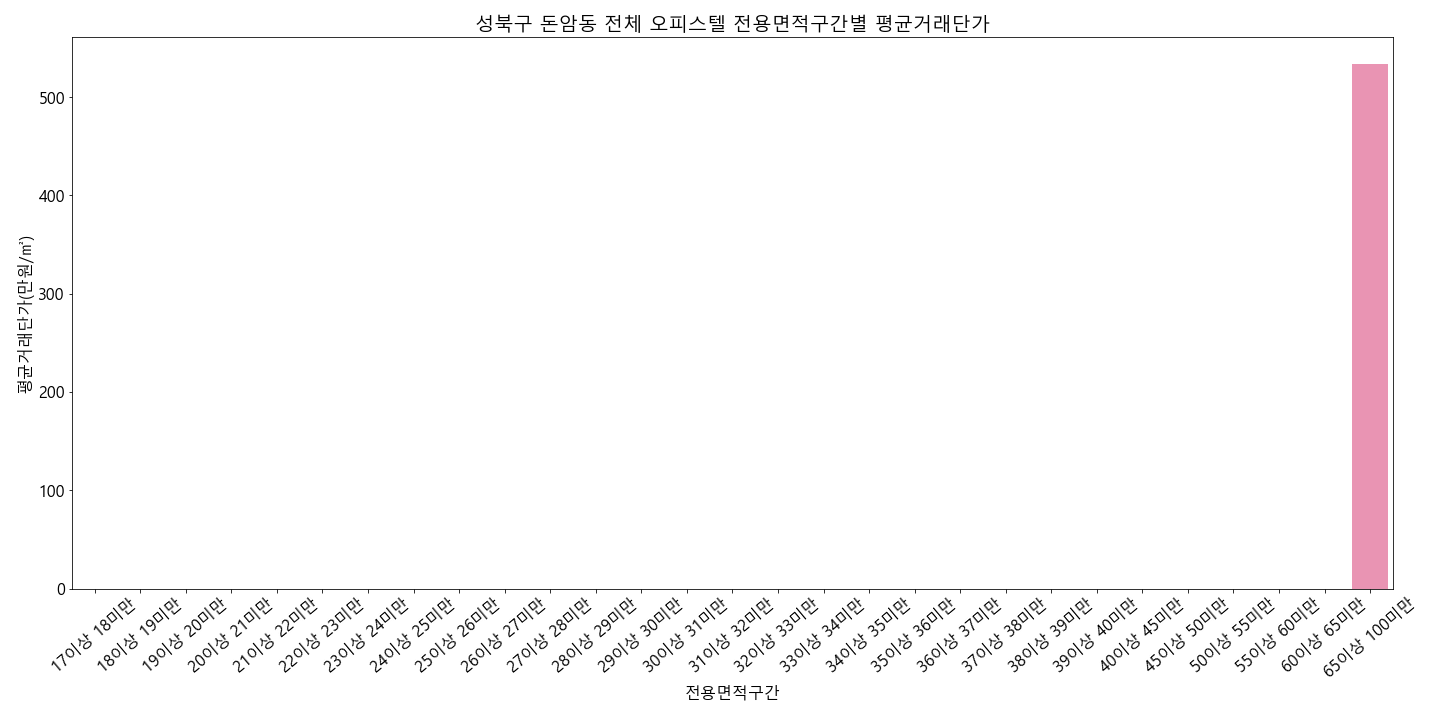 성북구 돈암동 전체 오피스텔 전용면적구간별 평균거래단가
평균거래단가(만원/㎡)
500
400
300
200
100
0
17이상 18미만
18이상 19미만
19이상 20미만
20이상 21미만
21이상 22미만
22이상 23미만
23이상 24미만
24이상 25미만
25이상 26미만
26이상 27미만
27이상 28미만
28이상 29미만
29이상 30미만
30이상 31미만
31이상 32미만
32이상 33미만
33이상 34미만
34이상 35미만
35이상 36미만
36이상 37미만
37이상 38미만
38이상 39미만
39이상 40미만
40이상 45미만
45이상 50미만
50이상 55미만
55이상 60미만
60이상 65미만
65이상 100미만
전용면적구간